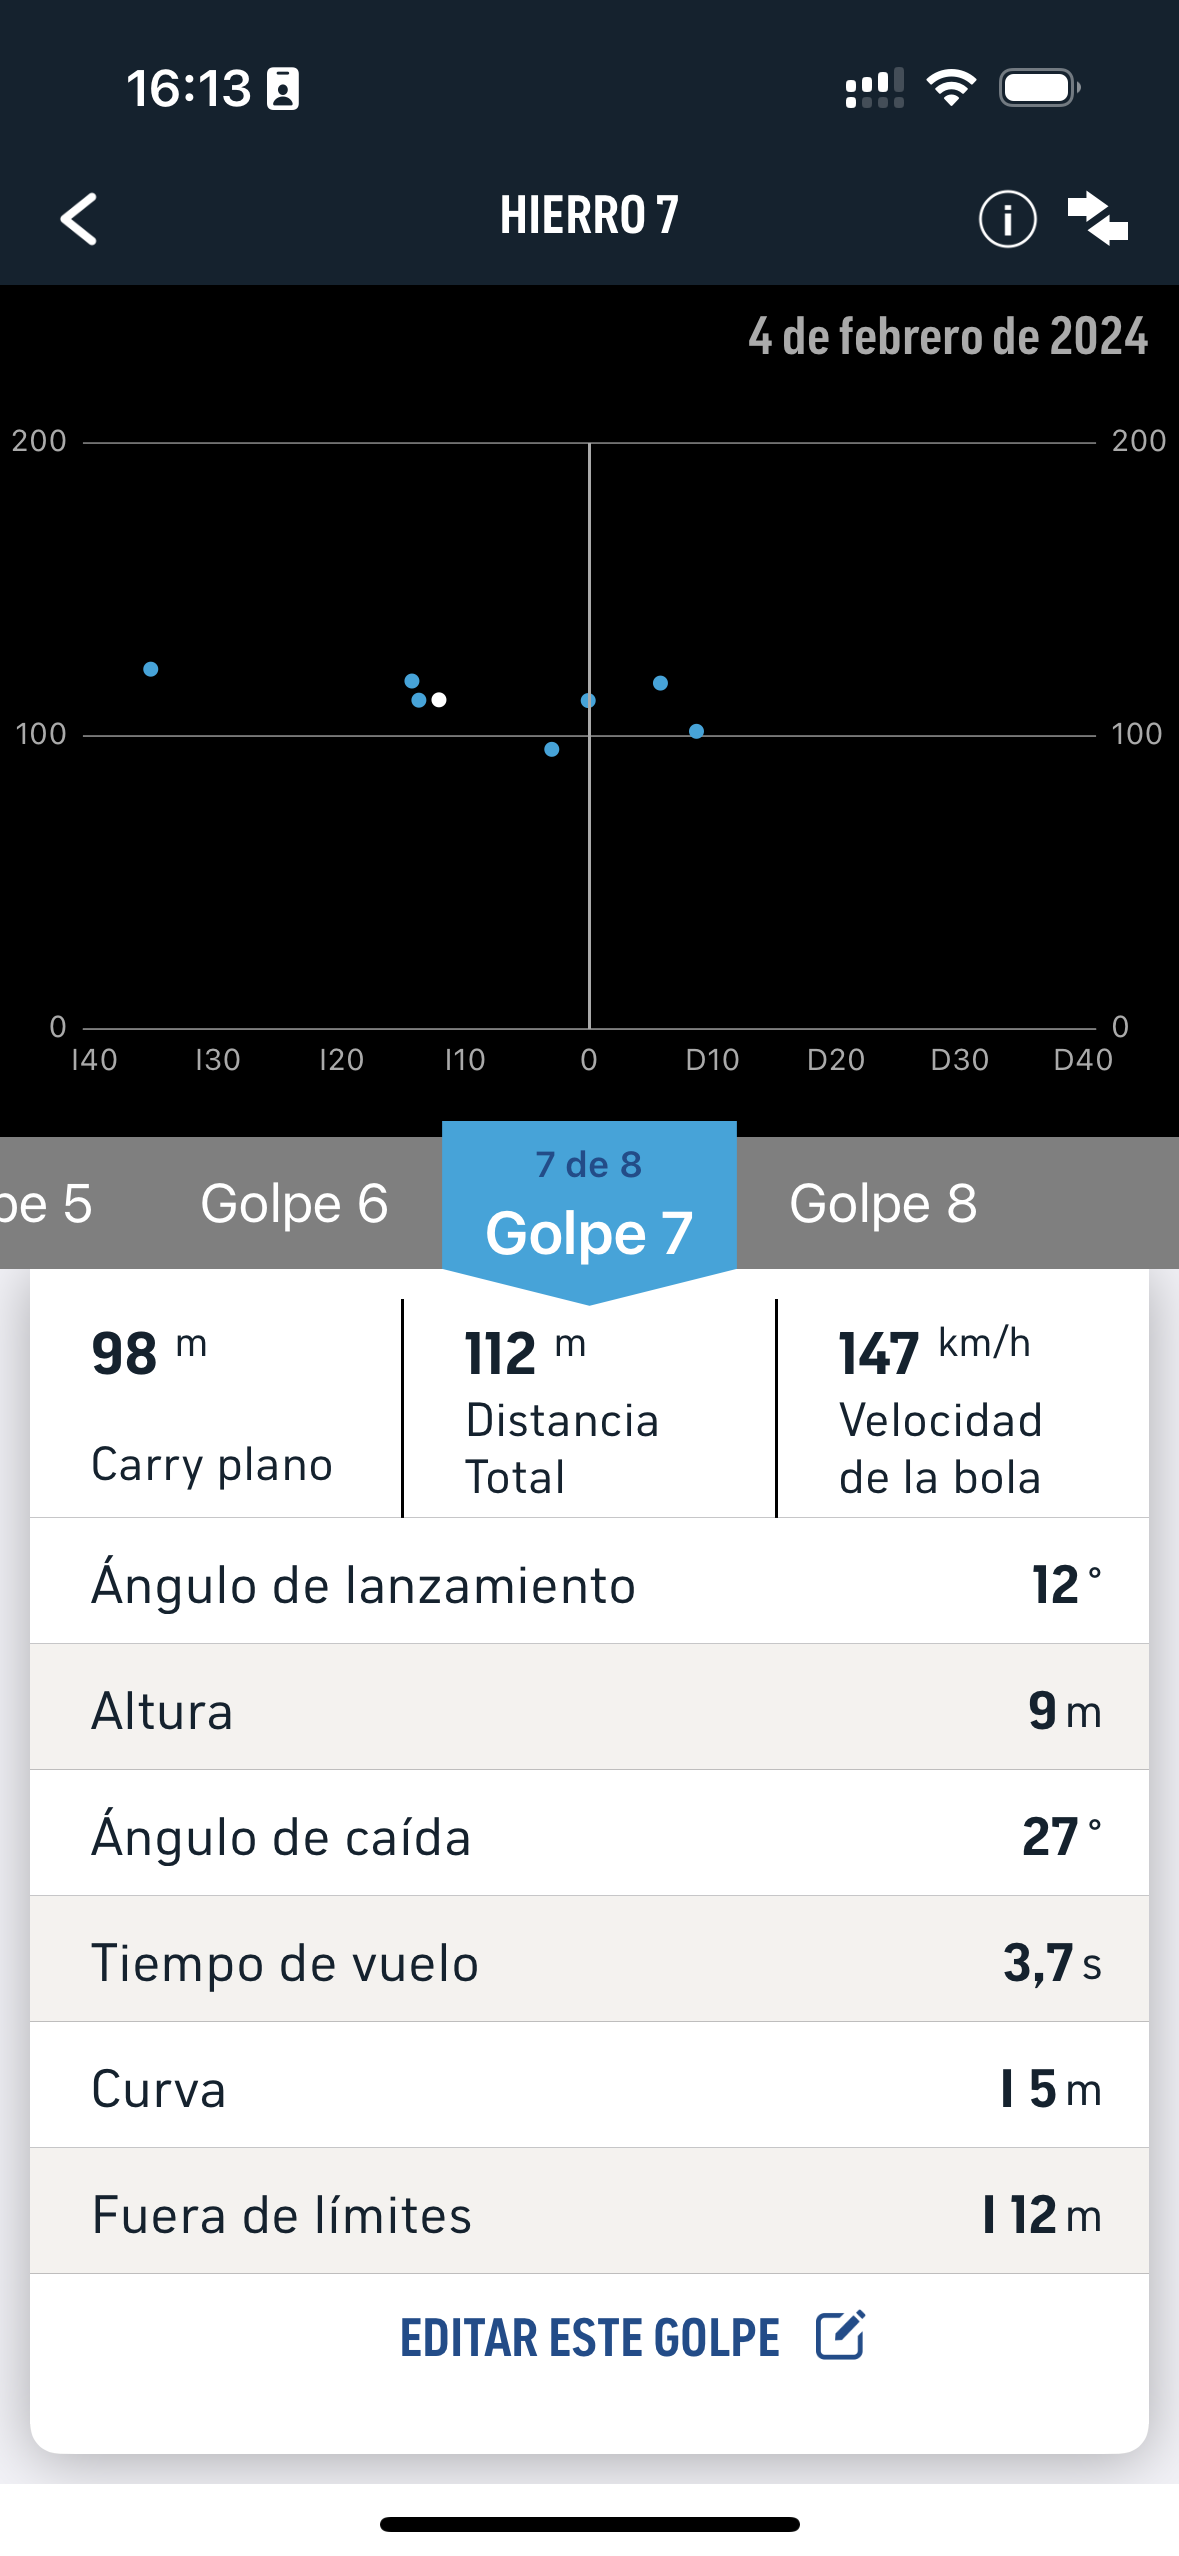 16:13
HIERRO 7
4 de febrero de 2024
200 200
100 100
0 0
I40 I30 I20 I10 0 D10 D20 D30 D40
7 de 8
pe 5 Golpe 6 Golpe 7 Golpe 8
98 m 112 m 147 km/h
Carry plano
Distancia
Total
Velocidad
de la bola
Ángulo de lanzamiento 12°
Altura 9 m
Ángulo de caída 27°
Tiempo de vuelo 3,7 s
Curva I 5 m
Fuera de límites I 12 m
EDITAR ESTE GOLPE